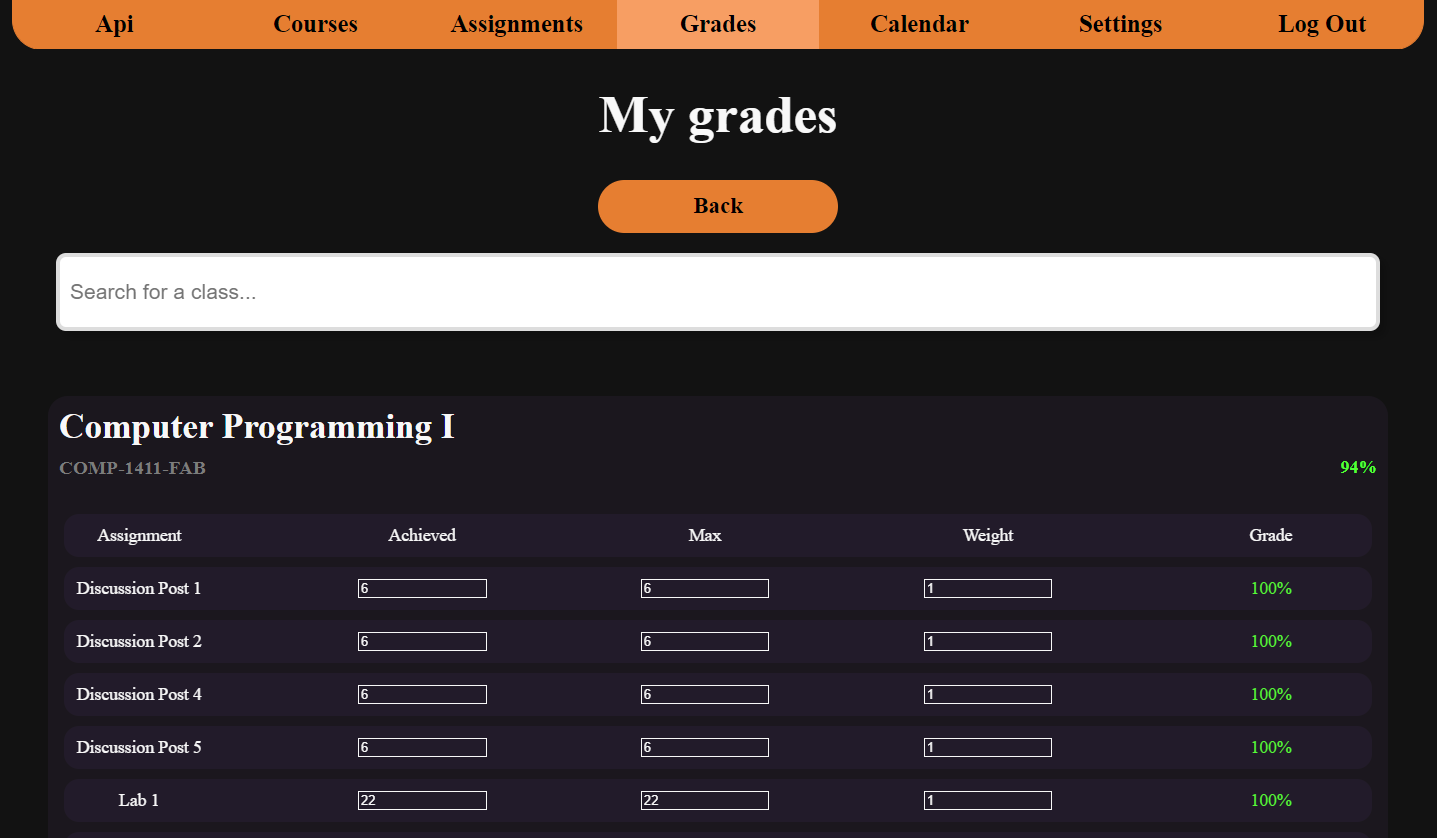 Api Courses Assignments Grades Calendar Settings Log Out
My grades
Back
Search for a class...
Computer Programming I
COMP-1411-FAB 94%
Assignment Achieved Max Weight Grade
Discussion Post 1 6 6 1 100%
Discussion Post 2 6 6 1 100%
Discussion Post 4 6 6 1 100%
Discussion Post 5 6 6 1 100%
Lab 1 22 22 1 100%